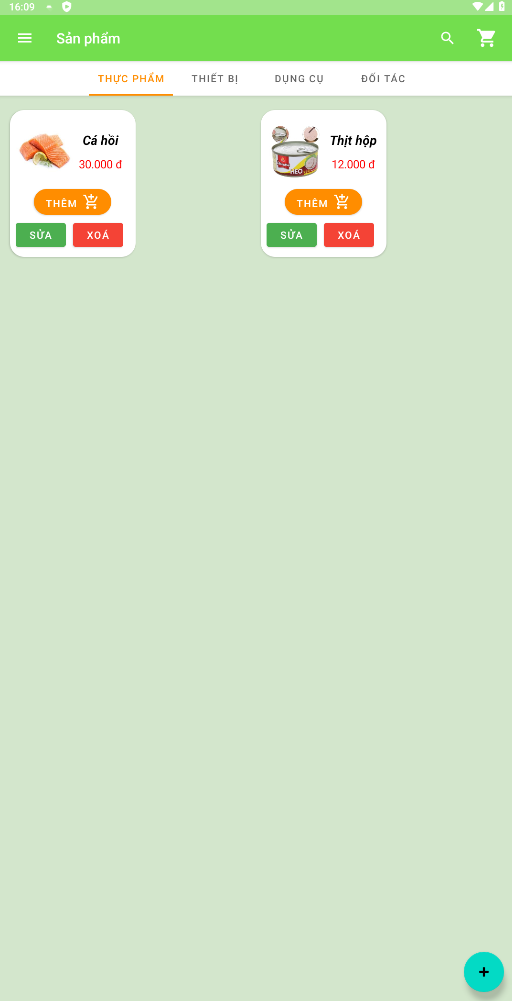 16:09
Sản phẩm
THỰC PHẨM THIẾT BỊ DỤNG CỤ ĐỐI TÁC
Cá hồi
30.000 đ
THÊM
SỬA XOÁ
Thịt hộp
12.000 đ
HEO
THÊM
SỬA XOÁ
+